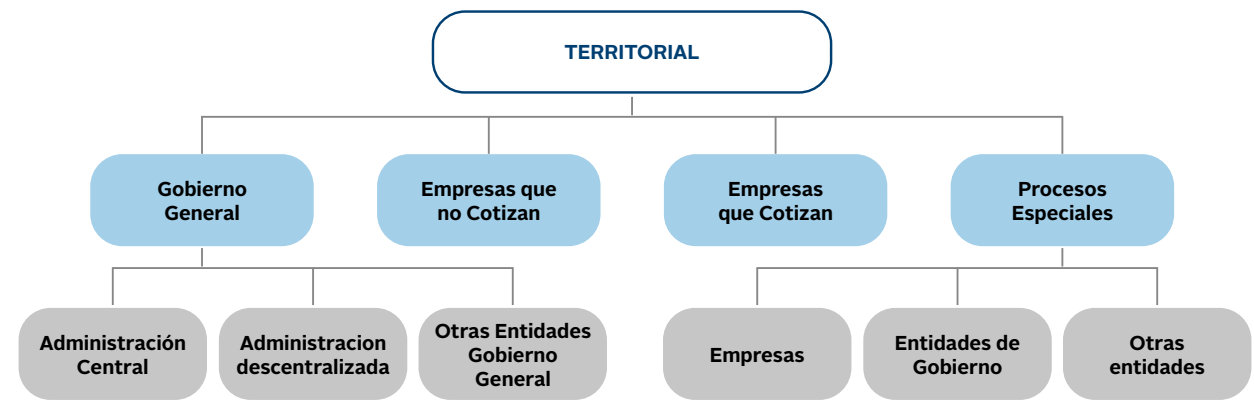 TERRITORIAL
Gobierno
General
Empresas que
no Cotizan
Empresas
que Cotizan
Procesos
Especiales
Administración
Central
Administracion
descentralizada
Otras Entidades
Gobierno
General
Empresas
Entidades de
Gobierno
Otras
entidades